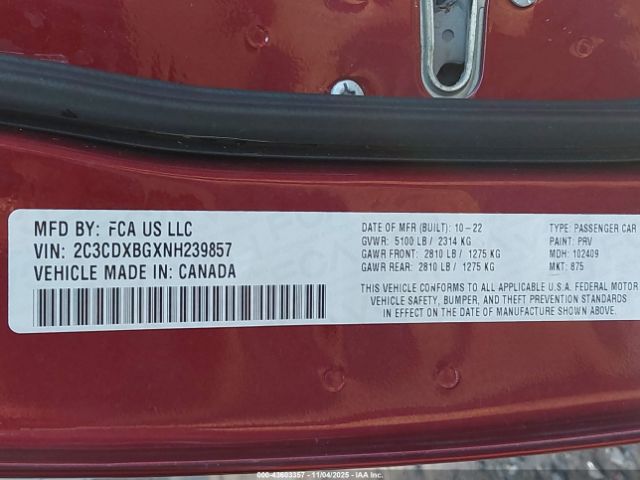 MFD BY: FCA US LLC
VIN: 2C3CDXBGXNH239857
VEHICLE MADE IN: CANADA
DATE OF MFR (BUILT): 10-22
GVWR: 5100 LB / 2314 KG
GAWR FRONT: 2810 LB / 1275 KG
GAWR REAR: 2810 LB / 1275 KG
TYPE: PASSENGER CAR
PAINT: PRV
MDH: 102409
MKT: 875
THIS VEHICLE CONFORMS TO ALL APPLICABLE U.S.A. FEDERAL MOTOR
VEHICLE SAFETY, BUMPER, AND THEFT PREVENTION STANDARDS
IN EFFECT ON THE DATE OF MANUFACTURE SHOWN ABOVE.
000-43603357 - 11/04/2025 - IAA Inc.